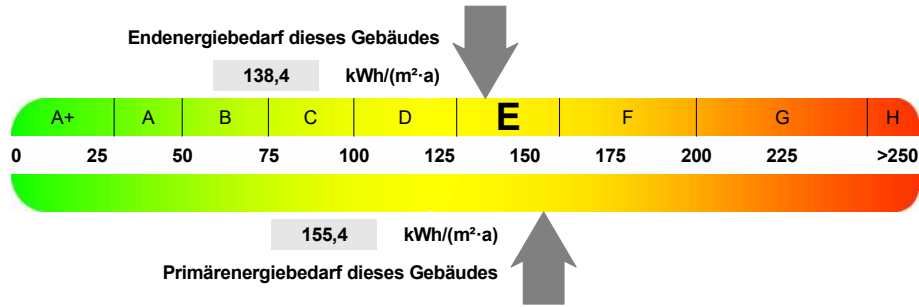 Endenergiebedarf dieses Gebäudes
138,4 kWh/(m²·a)
A+ A B C D E F G H
0 25 50 75 100 125 150 175 200 225 >250
155,4 kWh/(m²·a)
Primärenergiebedarf dieses Gebäudes